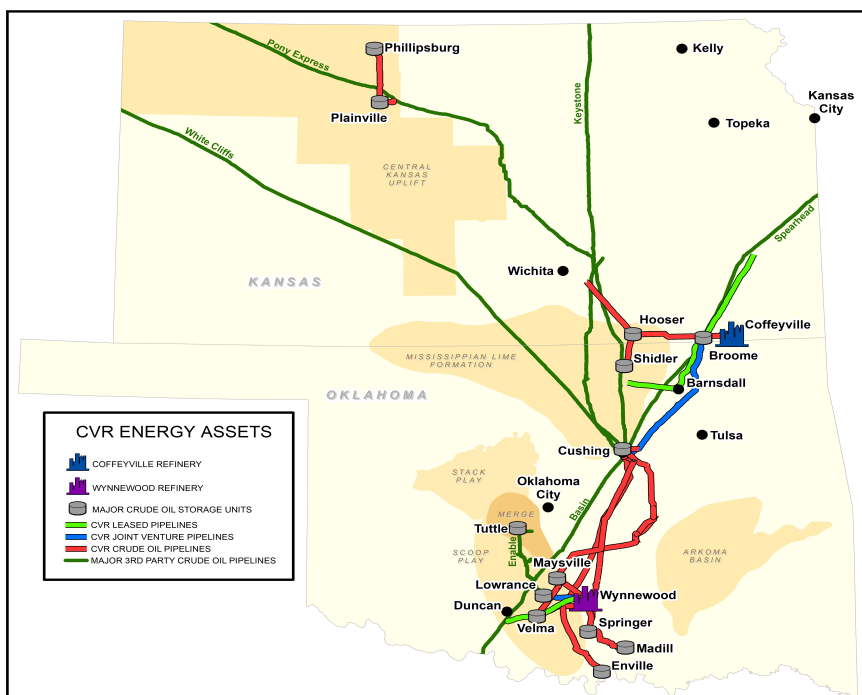 Phillipsburg
Pony Express
Kelly
Keystone
Kansas
City
Plainville
Topeka
White Cliffs
CENTRAL
KANSAS
UPLIFT
Spearhead
Wichita
KANSAS
Hooser
Coffeyville
Shidler
Broome
MISSISSIPPIAN LIME
FORMATION
Barnsdall
OKLAHOMA
CVR ENERGY ASSETS
COFFEYVILLE REFINERY
WYNNEWOOD REFINERY
MAJOR CRUDE OIL STORAGE UNITS
CVR LEASED PIPELINES
CVR JOINT VENTURE PIPELINES
CVR CRUDE OIL PIPELINES
MAJOR 3RD PARTY CRUDE OIL PIPELINES
Tulsa
Cushing
STACK
PLAY
Oklahoma
City
Basin
MERGE
Tuttle
Enable
SCOOP
PLAY
Maysville
ARKOMA
BASIN
Lowrance
Wynnewood
Duncan
Velma
Springer
Madill
Enville